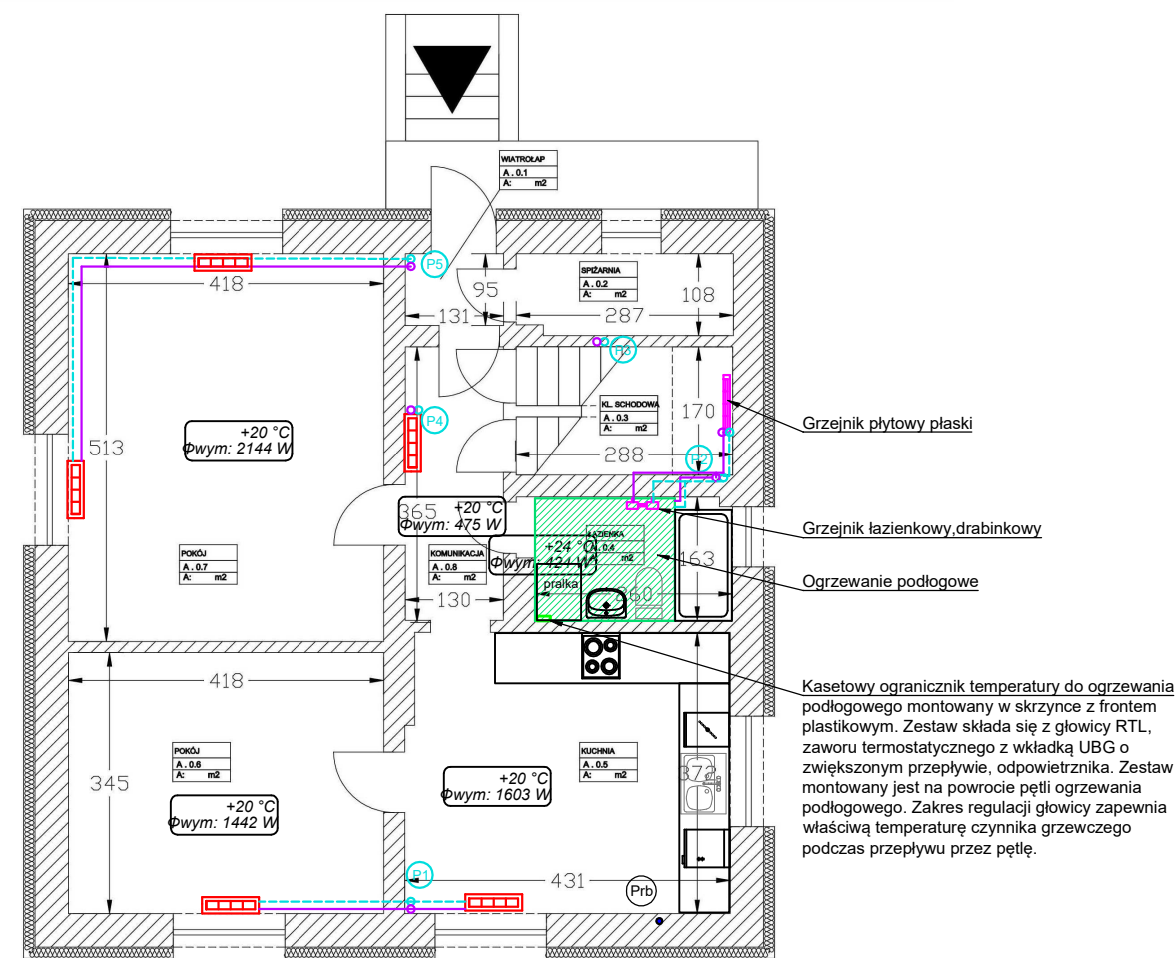 WIATROŁAP
A . 0.1
A: m2
P5
418
95
131
SPIŻARNIA
A . 0.2
A: m2
108
287
P3
+20 °C
Φwym: 2144 W
513
P4
KL. SCHODOWA
A . 0.3
A: m2
170
288
P2
Grzejnik płytowy płaski
365
+20 °C
Φwym: 475 W
ŁAZIENKA
A . 0.4
m2
+24 °C
Φwym: 424 W
163
Grzejnik łazienkowy,drabinkowy
POKÓJ
A . 0.7
A: m2
KOMUNIKACJA
A . 0.8
A: m2
130
pralka
260
Ogrzewanie podłogowe
418
345
POKÓJ
A . 0.6
A: m2
+20 °C
Φwym: 1442 W
KUCHNIA
A . 0.5
A: m2
+20 °C
Φwym: 1603 W
372
P1
431
Prb
Kasetowy ogranicznik temperatury do ogrzewania
podłogowego montowany w skrzynce z frontem
plastikowym. Zestaw składa się z głowicy RTL,
zaworu termostatycznego z wkładką UBG o
zwiększonym przepływie, odpowietrznika. Zestaw
montowany jest na powrocie pętli ogrzewania
podłogowego. Zakres regulacji głowicy zapewnia
właściwą temperaturę czynnika grzewczego
podczas przepływu przez pętlę.